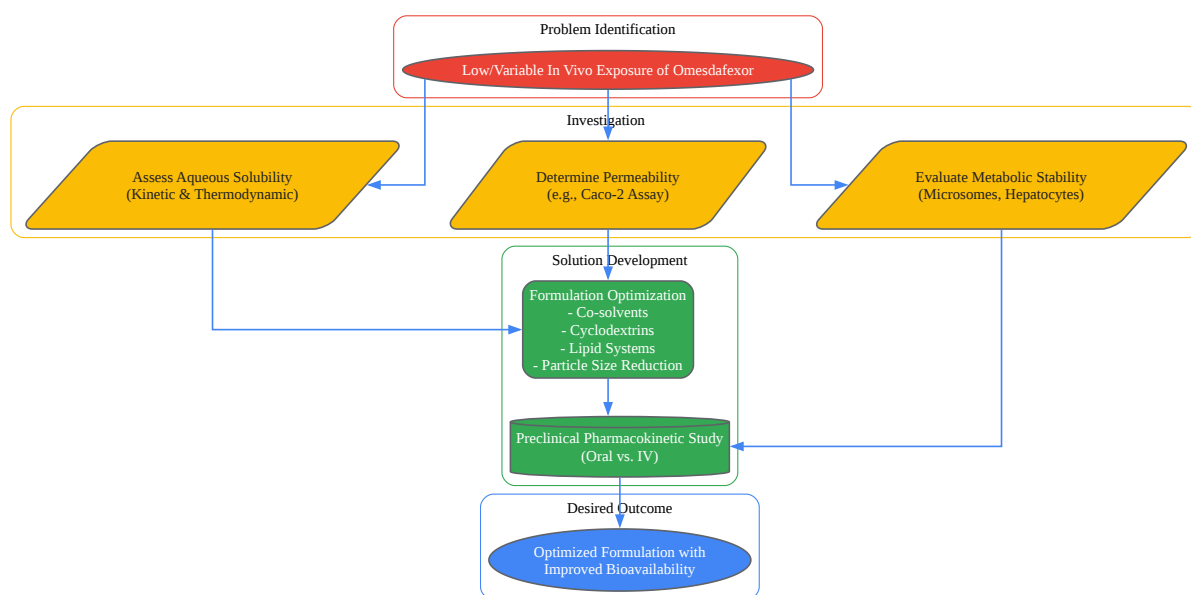 Problem Identification
Low/Variable In Vivo Exposure of Omesdafexor
Investigation
Assess Aqueous Solubility
(Kinetic & Thermodynamic)
Determine Permeability
(e.g., Caco-2 Assay)
Evaluate Metabolic Stability
(Microsomes, Hepatocytes)
Solution Development
Formulation Optimization
- Co-solvents
- Cyclodextrins
- Lipid Systems
- Particle Size Reduction
Preclinical Pharmacokinetic Study
(Oral vs. IV)
Desired Outcome
Optimized Formulation with
Improved Bioavailability